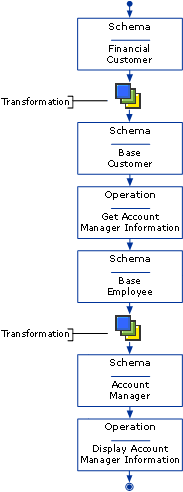 Schema
Financial
Customer
Transformation
Schema
Base
Customer
Operation
Get Account
Manager Information
Schema
Base
Employee
Transformation
Schema
Account
Manager
Operation
Display Account
Manager Information